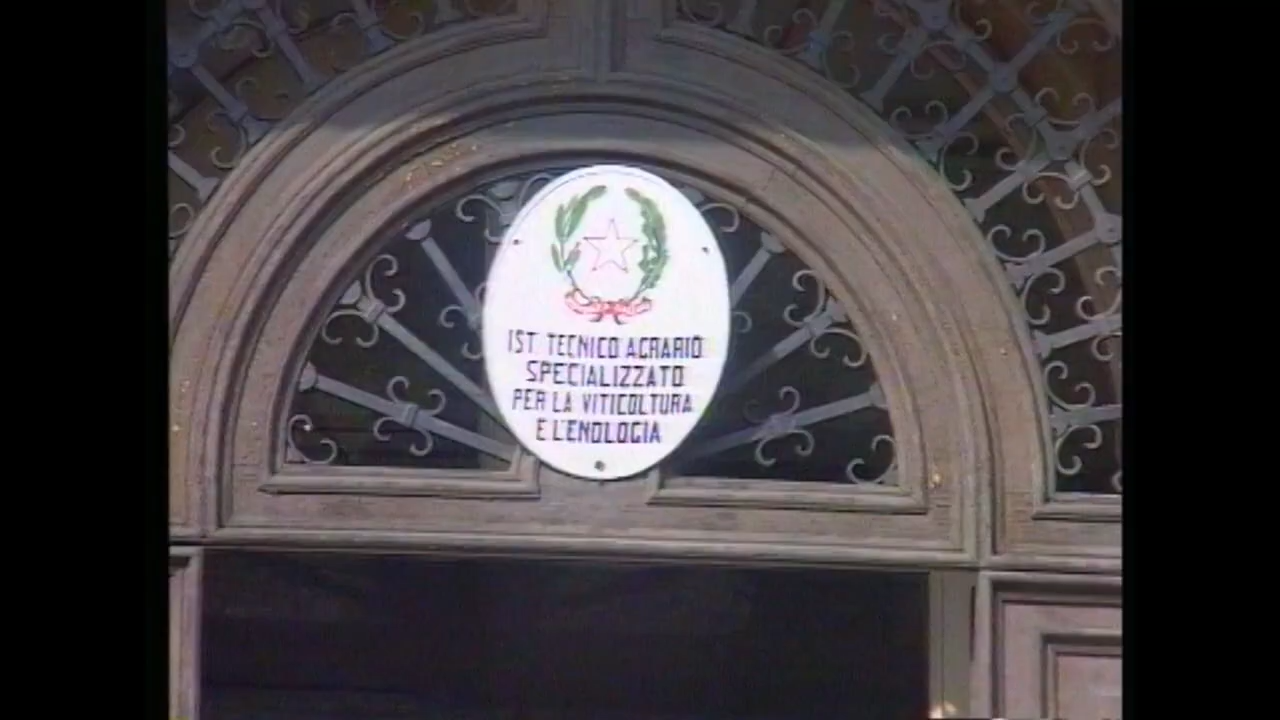 IST TECNICO AGRARIO
SPECIALIZZATO
PER LA VITICOLTURA
E L'ENOLOGIA